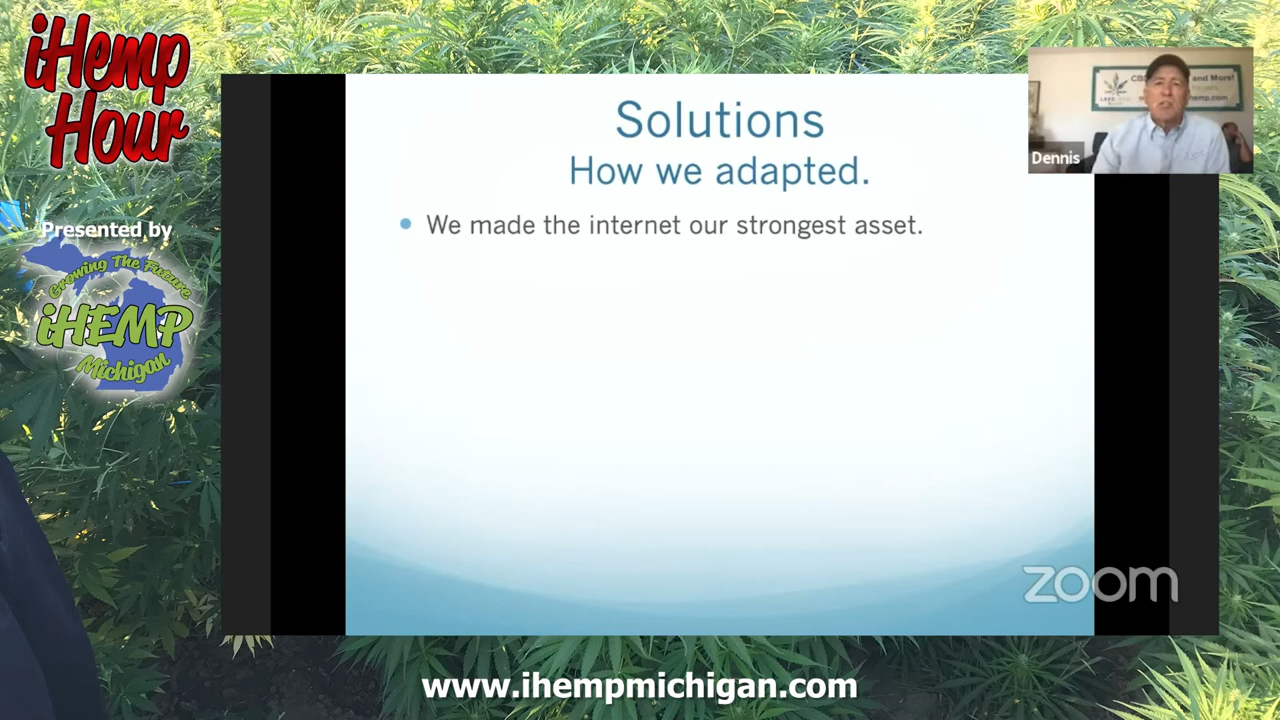 iHemp
Hour
Presented by
Growing The Future
iHEMP
Michigan
Solutions
How we adapted.
• We made the internet our strongest asset.
Dennis
zoom
www.ihempmichigan.com